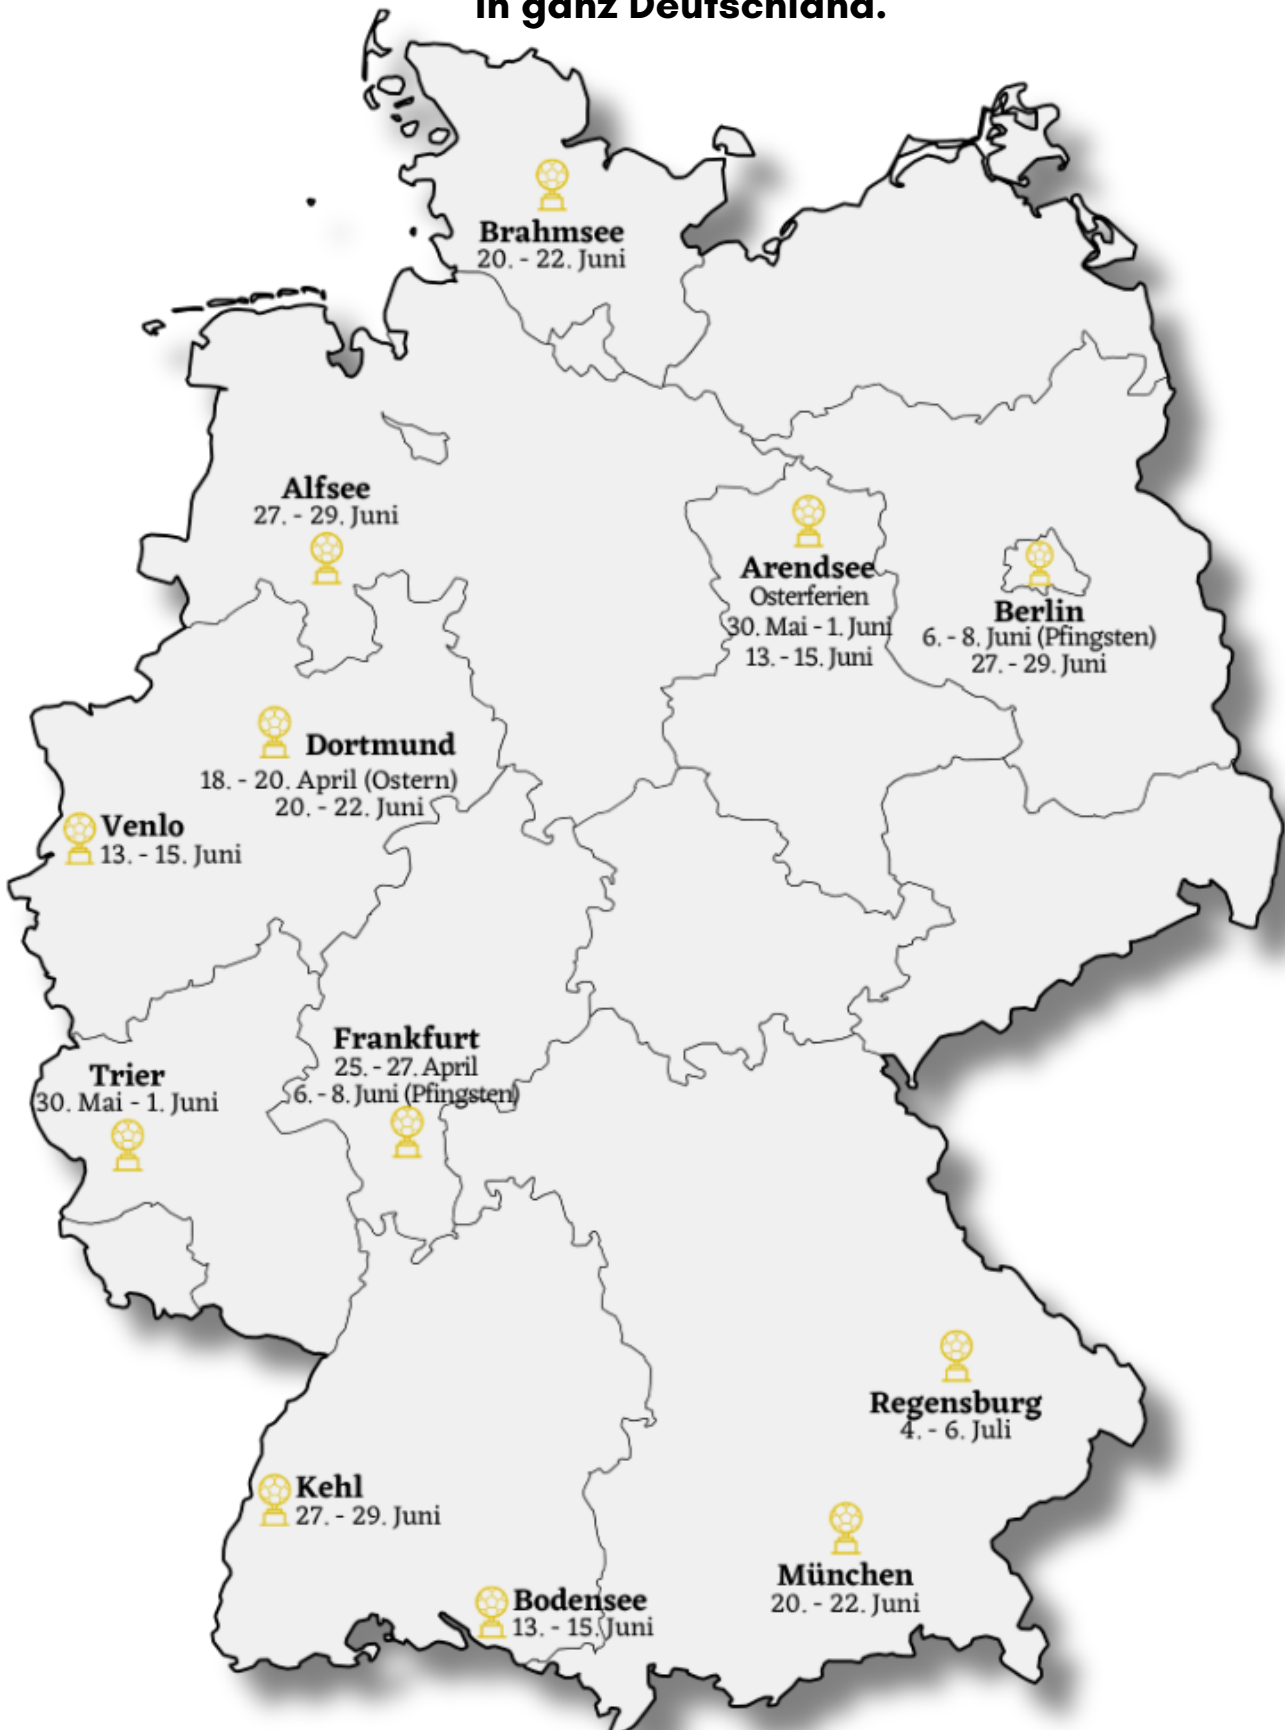 in ganz Deutschland.
Brahmsee
20. - 22. Juni
Alfsee
27. - 29. Juni
Arendsee
Osterferien
30. Mai - 1. Juni
13. - 15. Juni
Berlin
6. - 8. Juni (Pfingsten)
27. - 29. Juni
Dortmund
18. - 20. April (Ostern)
20. - 22. Juni
Venlo
13. - 15. Juni
Frankfurt
25. - 27. April
6. - 8. Juni (Pfingsten)
Trier
30. Mai - 1. Juni
Regensburg
4. - 6. Juli
Kehl
27. - 29. Juni
München
20. - 22. Juni
Bodensee
13. - 15. Juni